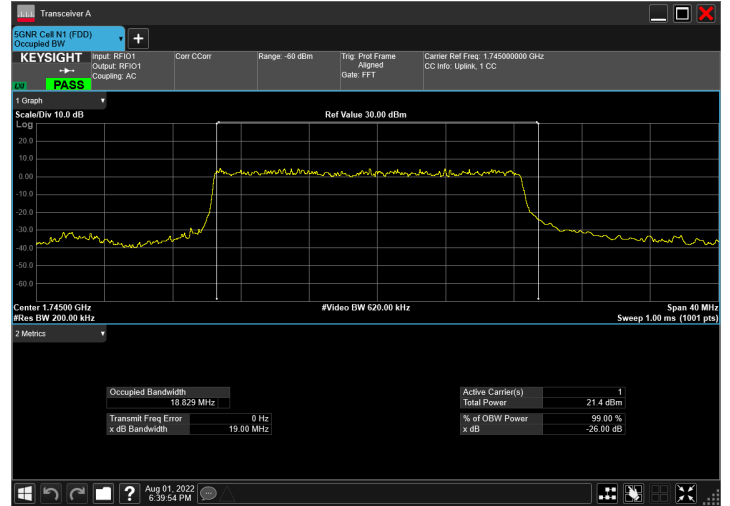 Transceiver A
5GNR Cell N1 (FDD)
Occupied BW
KEYSIGHT
LXI
PASS
Input: RFIO1
Output: RFIO1
Coupling: AC
Corr CCorr
Range: -60 dBm
Trig: Prot Frame
Aligned
Gate: FFT
Carrier Ref Freq: 1.745000000 GHz
CC Info: Uplink, 1 CC
1 Graph
Scale/Div 10.0 dB
Ref Value 30.00 dBm
Log
20.0
10.0
0.00
-10.0
-20.0
-30.0
-40.0
-50.0
-60.0
Center 1.74500 GHz
#Video BW 620.00 kHz
Span 40 MHz
#Res BW 200.00 kHz
Sweep 1.00 ms (1001 pts)
2 Metrics
Occupied Bandwidth
18.829 MHz
Transmit Freq Error 0 Hz
x dB Bandwidth 19.00 MHz
Active Carrier(s) 1
Total Power 21.4 dBm
% of OBW Power 99.00 %
x dB -26.00 dB
Aug 01, 2022
6:39:54 PM